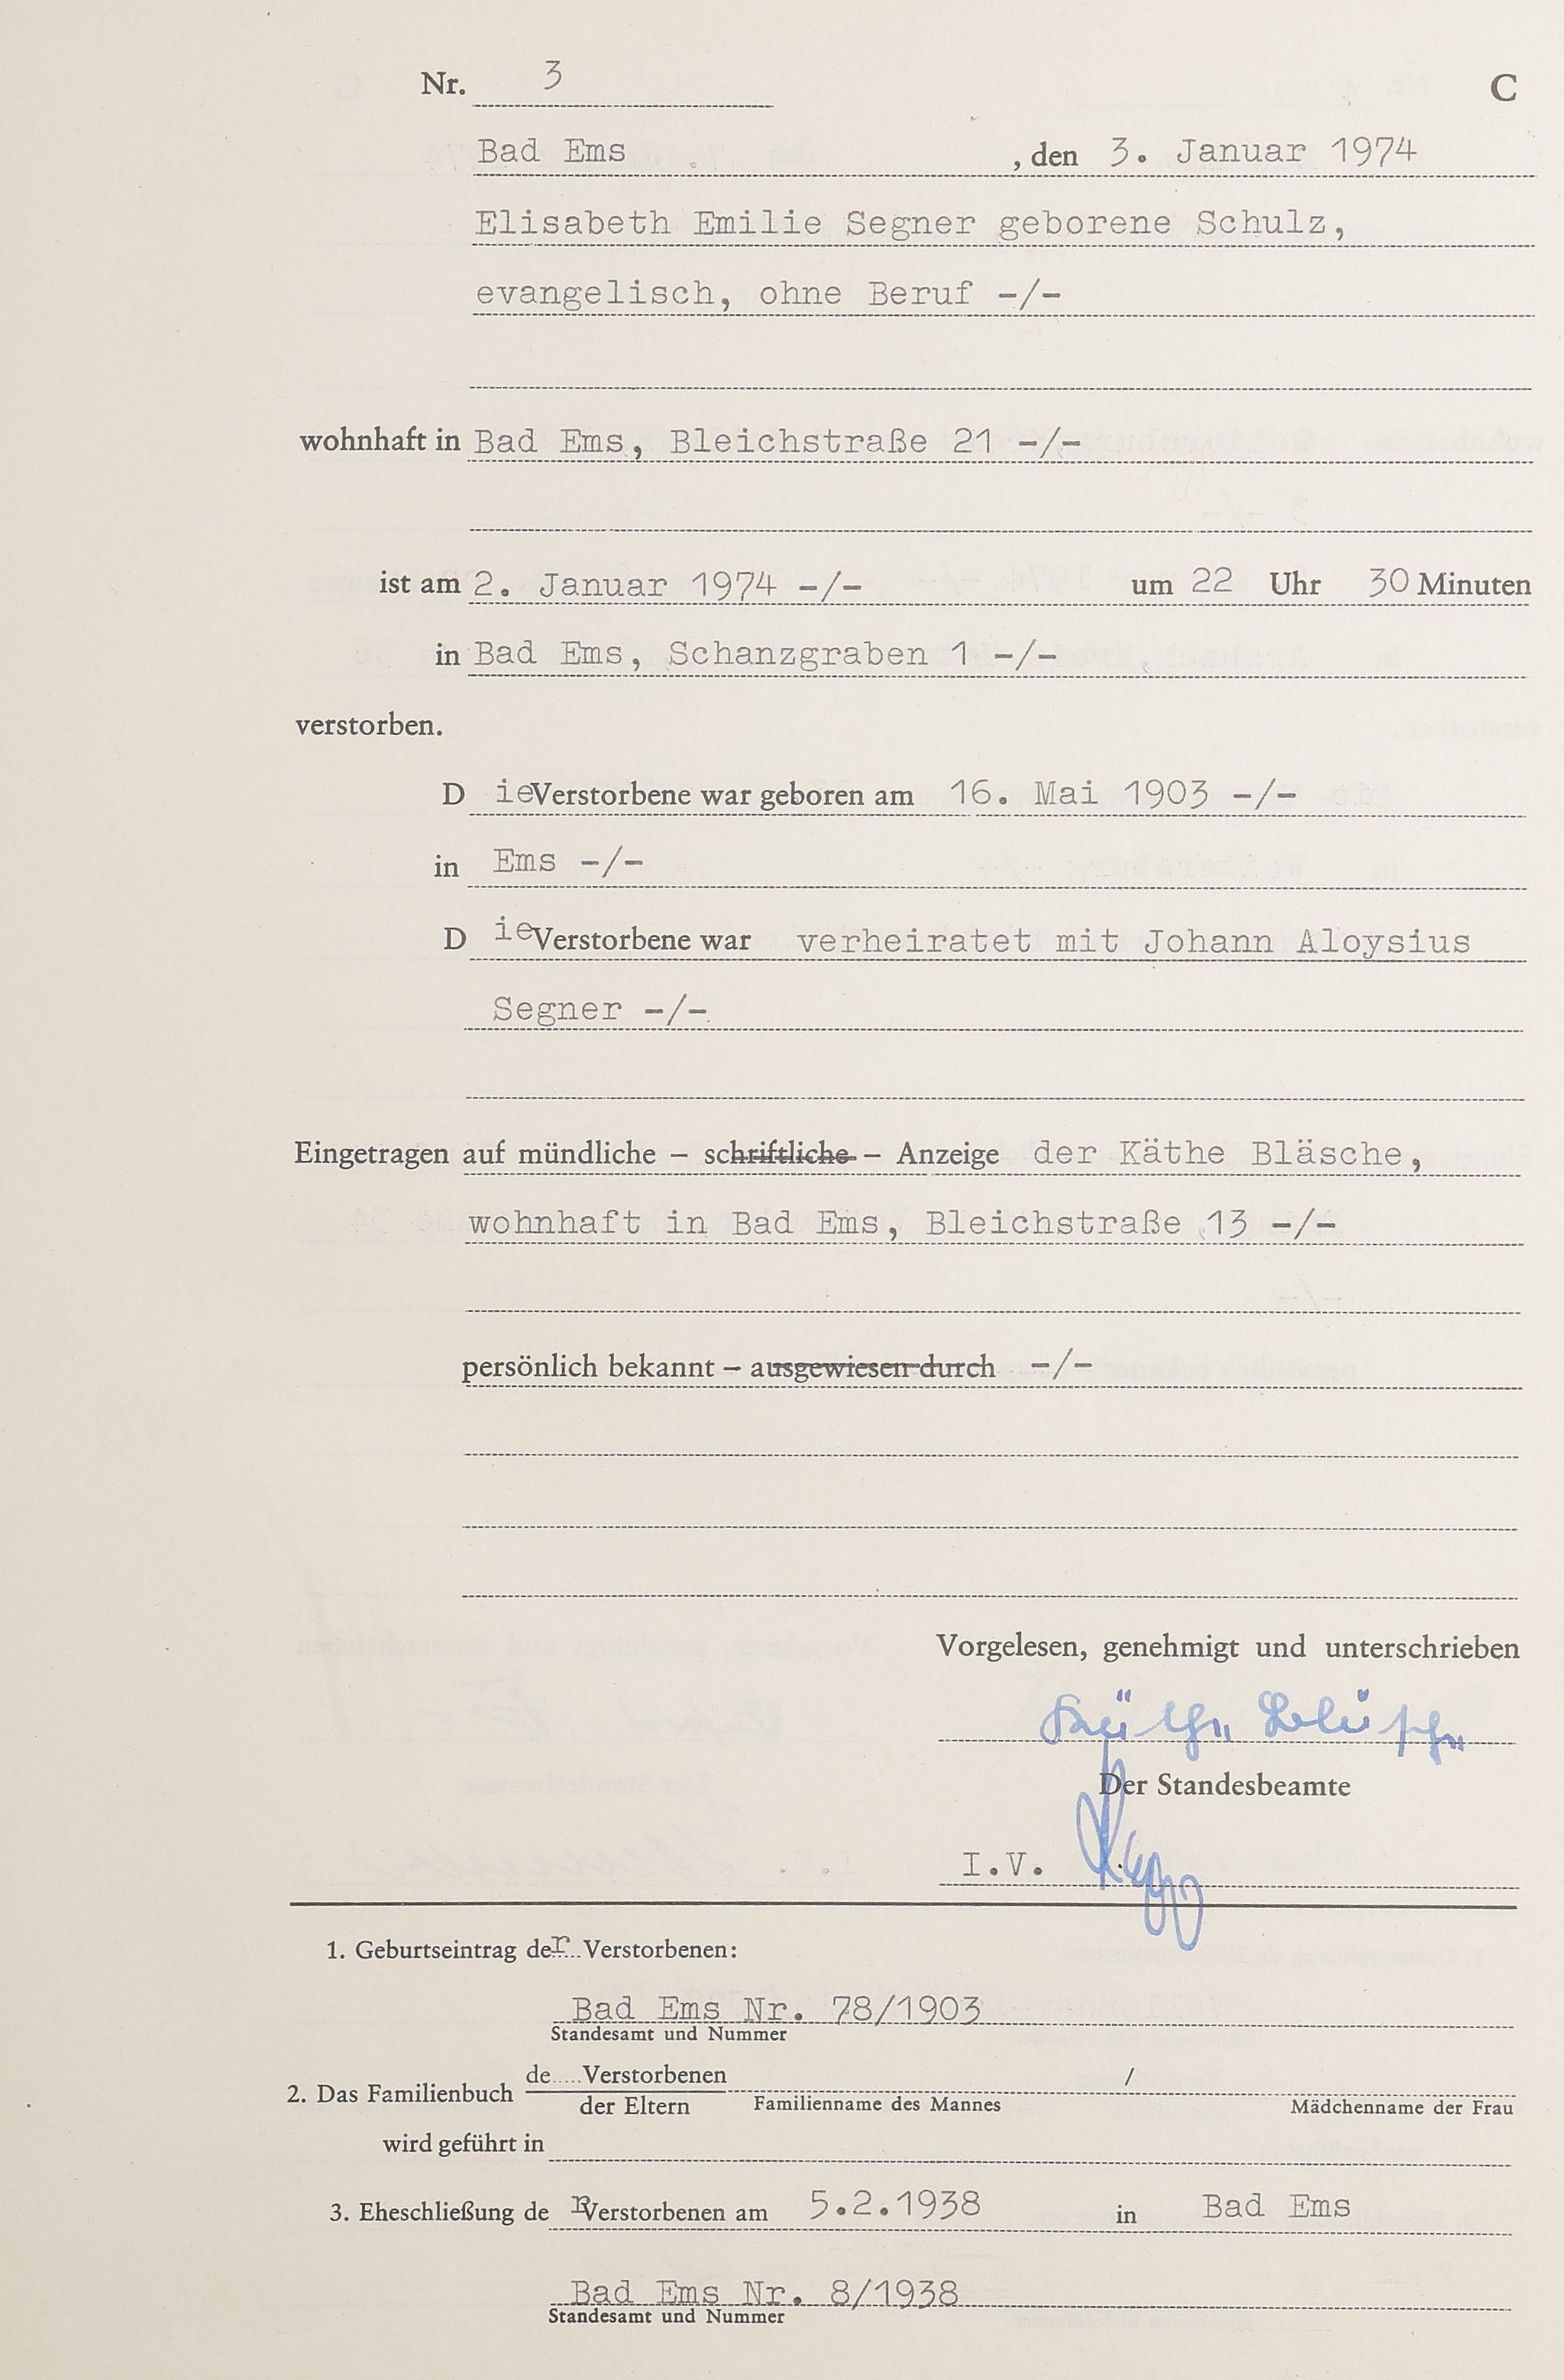 Nr. 3 C
Bad Ems , den 3. Januar 1974
Elisabeth Emilie Segner geborene Schulz,
evangelisch, ohne Beruf -/-
wohnhaft in Bad Ems, Bleichstraße 21 -/-
ist am 2. Januar 1974 -/- um 22 Uhr 30 Minuten
in Bad Ems, Schanzgraben 1 -/-
verstorben.
D ie Verstorbene war geboren am 16. Mai 1903 -/-
in Ems -/-
D ie Verstorbene war verheiratet mit Johann Aloysius
Segner -/-
Eingetragen auf mündliche – schriftliche – Anzeige der Käthe Bläsche,
wohnhaft in Bad Ems, Bleichstraße 13 -/-
persönlich bekannt – ausgewiesen durch -/-
Vorgelesen, genehmigt und unterschrieben
Käthe Bläsche
Der Standesbeamte
I.V.
1. Geburtseintrag der Verstorbenen:
Bad Ems Nr. 78/1903
Standesamt und Nummer
2. Das Familienbuch de..... Verstorbenen /
der Eltern Familienname des Mannes Mädchenname der Frau
wird geführt in
3. Eheschließung de r Verstorbenen am 5.2.1938 in Bad Ems
Bad Ems Nr. 8/1938
Standesamt und Nummer